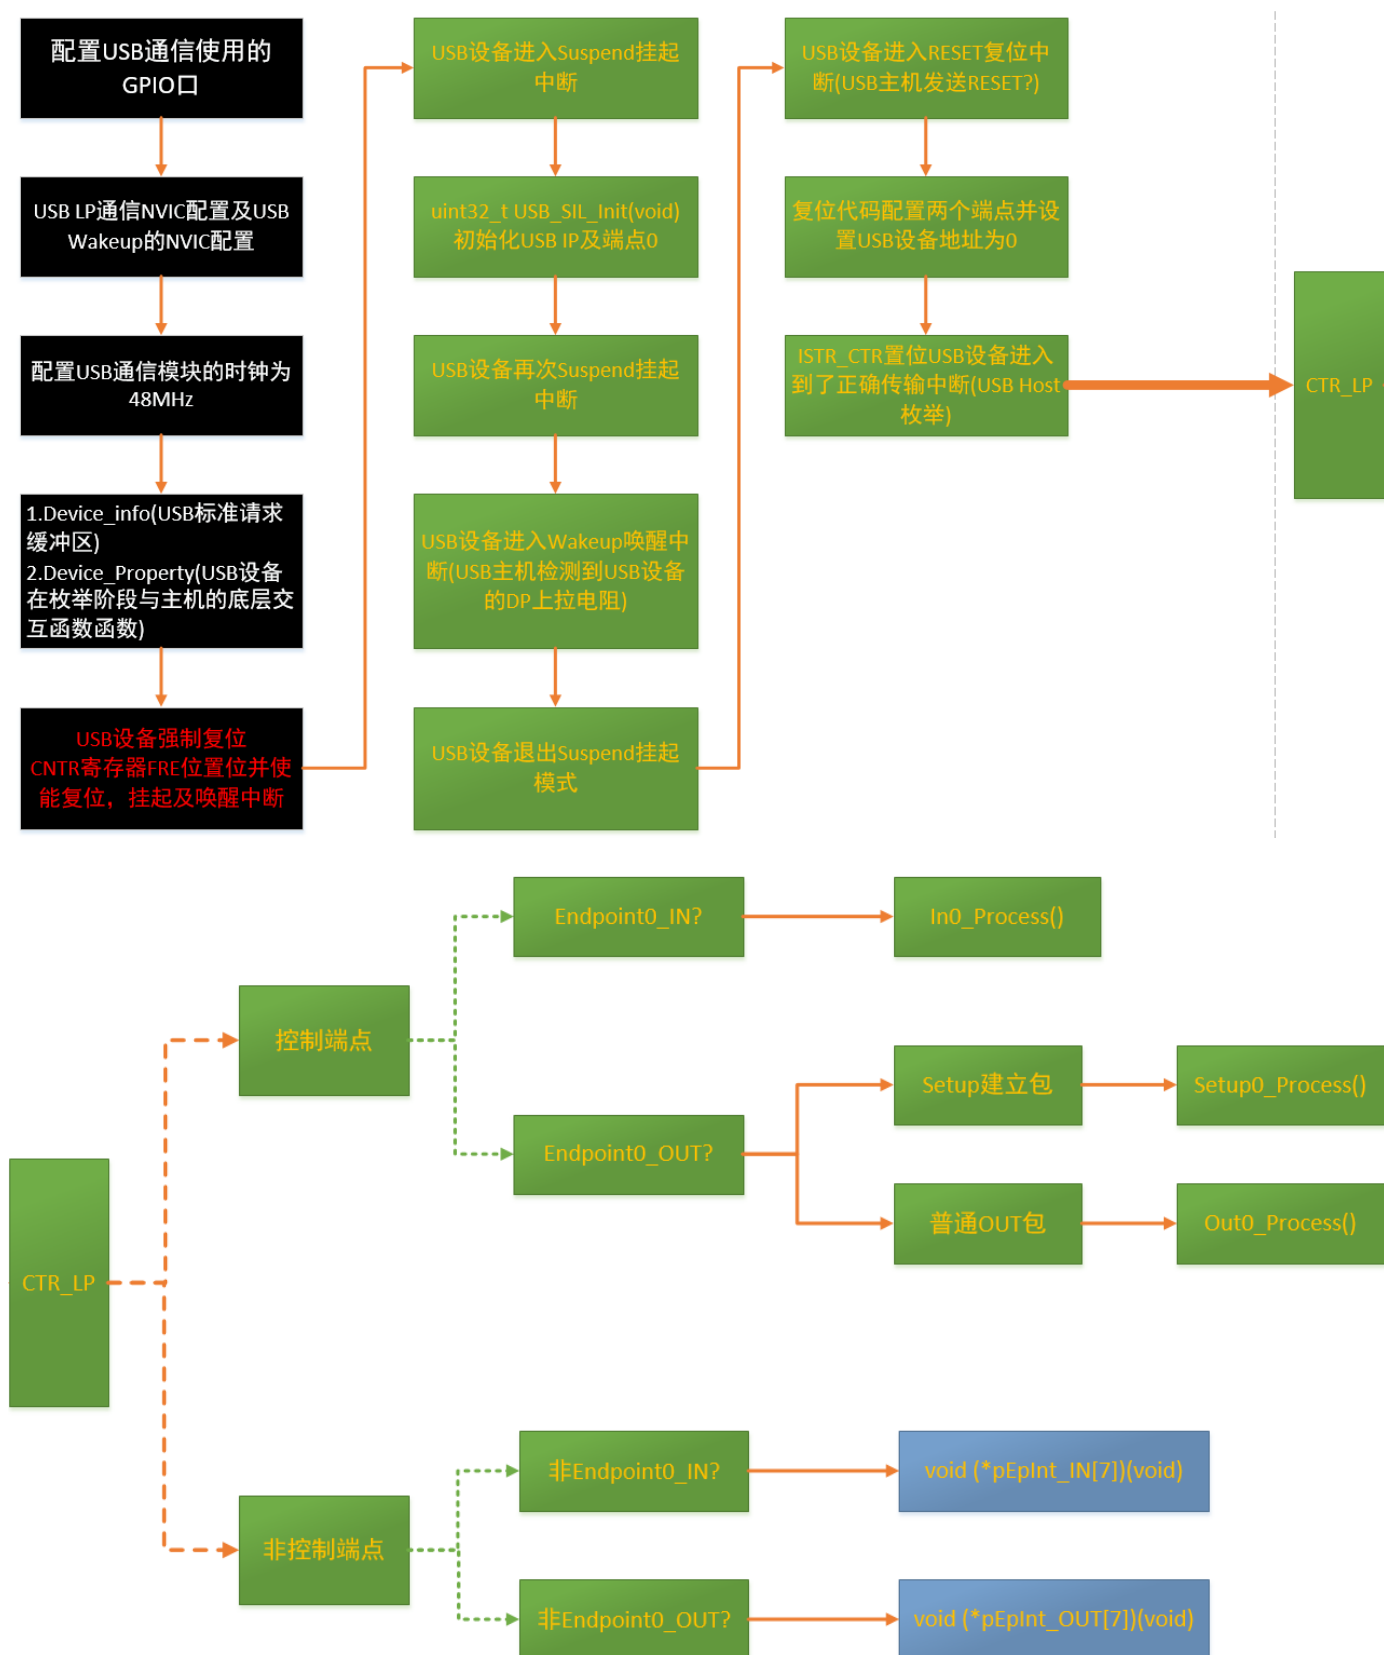 配置USB通信使用的
GPIO口
USB LP通信NVIC配置及USB
Wakeup的NVIC配置
配置USB通信模块的时钟为
48MHz
1.Device_info(USB标准请求
缓冲区)
2.Device_Property(USB设备
在枚举阶段与主机的底层交
互函数函数)
USB设备强制复位
CNTR寄存器FRE位置位并使
能复位，挂起及唤醒中断
USB设备进入Suspend挂起
中断
uint32_t USB_SIL_Init(void)
初始化USB IP及端点0
USB设备再次Suspend挂起
中断
USB设备进入Wakeup唤醒中
断(USB主机检测到USB设备
的DP上拉电阻)
USB设备退出Suspend挂起
模式
USB设备进入RESET复位中
断(USB主机发送RESET?)
复位代码配置两个端点并设
置USB设备地址为0
ISTR_CTR置位USB设备进入
到了正确传输中断(USB Host
枚举)
CTR_LP
CTR_LP
控制端点
Endpoint0_IN?
In0_Process()
Endpoint0_OUT?
Setup建立包
Setup0_Process()
普通OUT包
Out0_Process()
非控制端点
非Endpoint0_IN?
void (*pEpInt_IN[7])(void)
非Endpoint0_OUT?
void (*pEpInt_OUT[7])(void)